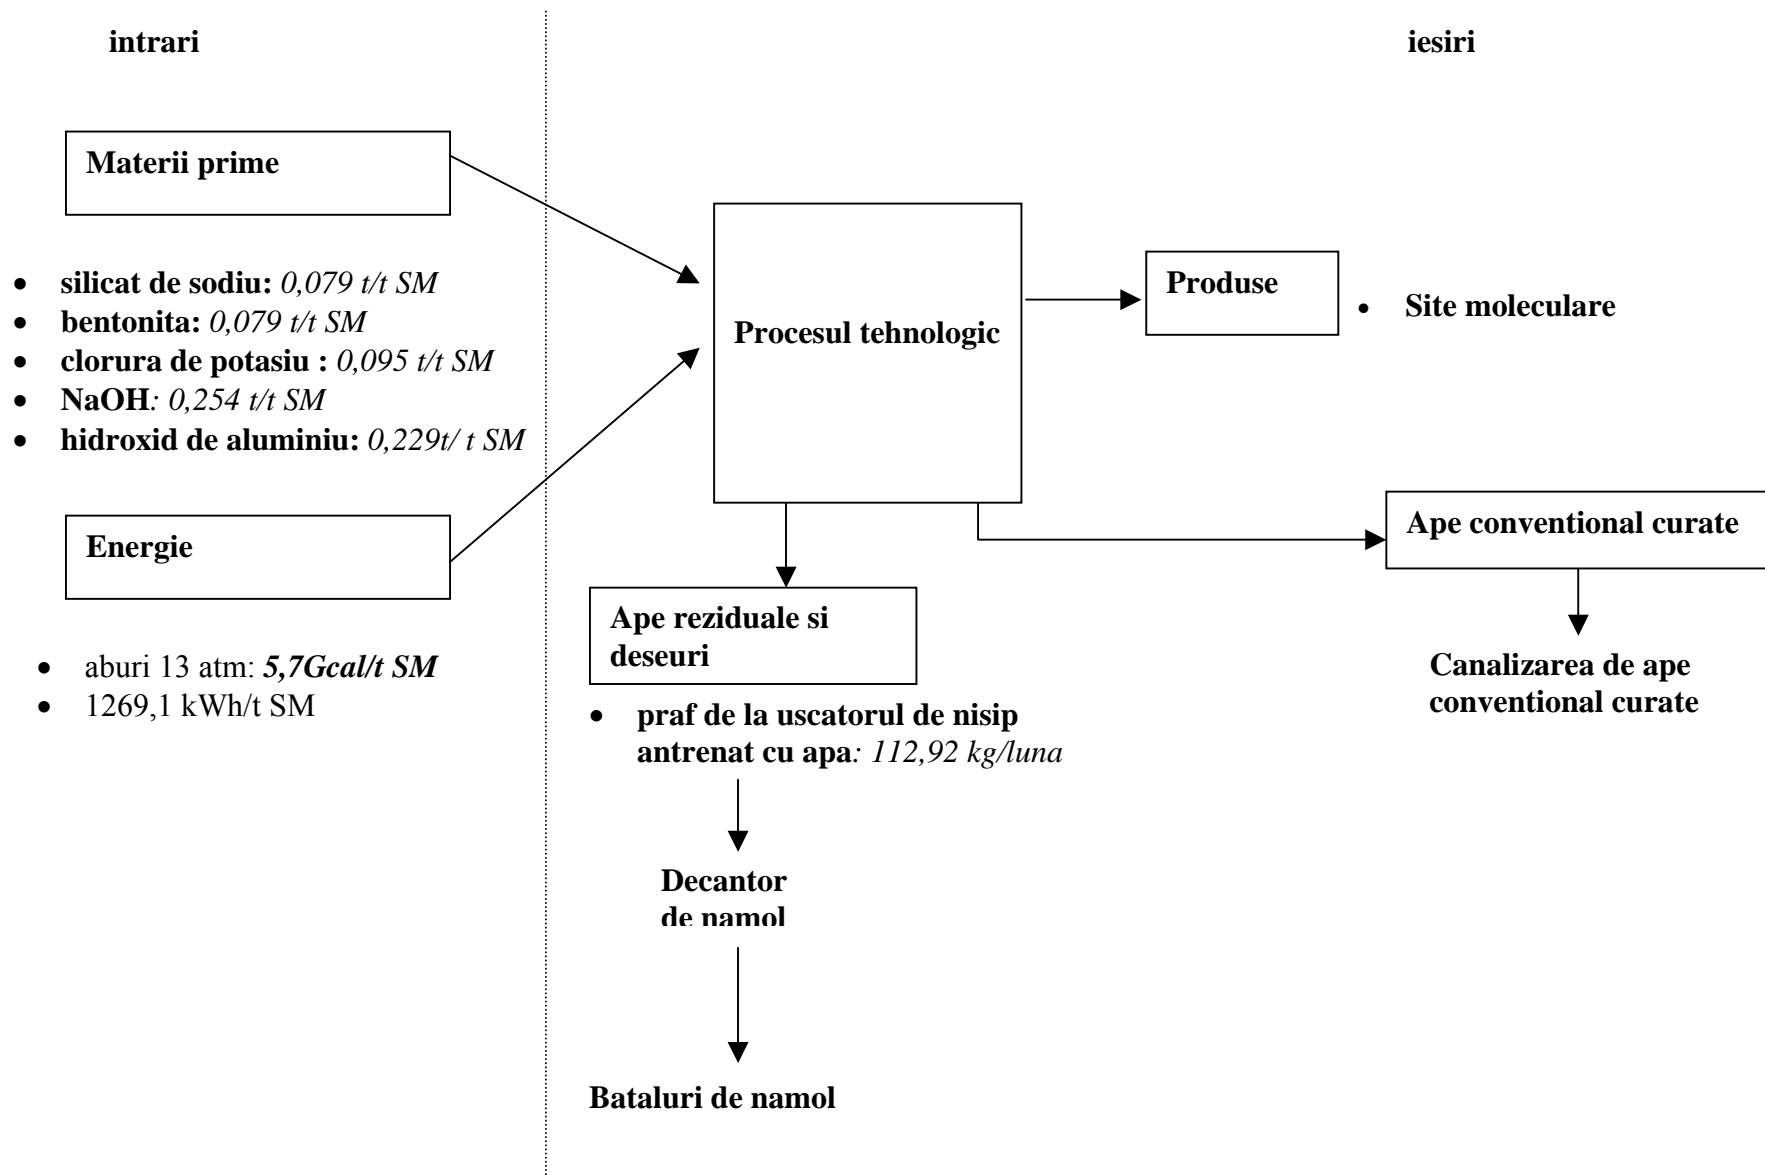 intrari
iesiri
Materii prime
• silicat de sodiu: 0,079 t/t SM
• bentonita: 0,079 t/t SM
• clorura de potasiu : 0,095 t/t SM
• NaOH: 0,254 t/t SM
• hidroxid de aluminiu: 0,229t/ t SM
Energie
• aburi 13 atm: 5,7Gcal/t SM
• 1269,1 kWh/t SM
Procesul tehnologic
Produse
• Site moleculare
Ape conventional curate
Canalizarea de ape
conventional curate
Ape reziduale si
deseuri
• praf de la uscatorul de nisip
antrenat cu apa: 112,92 kg/luna
Decantor
de namol
Bataluri de namol